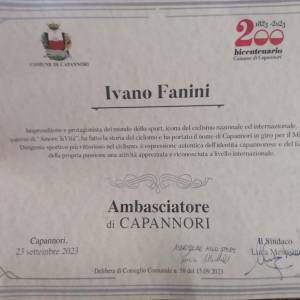 COMUNE DI CAPANNORI
1823-2023
200
bicentenario
Comune di Capannori
Ivano Fanini
Imprenditore e protagonista del mondo dello sport, icona del ciclismo nazionale ed internazionale,
patron di "Amore &Vita", ha fatto la storia del ciclismo e ha portato il nome di Capannori in giro per il
Dirigente sportivo più vittorioso nel ciclismo, è espressione autentica dell'identità capannorese e del
della propria passione una attività apprezzata e riconosciuta a livello internazionale.
Ambasciatore
di CAPANNORI
Capannori,
23 settembre 2023
Il Sindaco
Luca Menesini
Delibera di Consiglio Comunale n. 58 del 15.09.2023